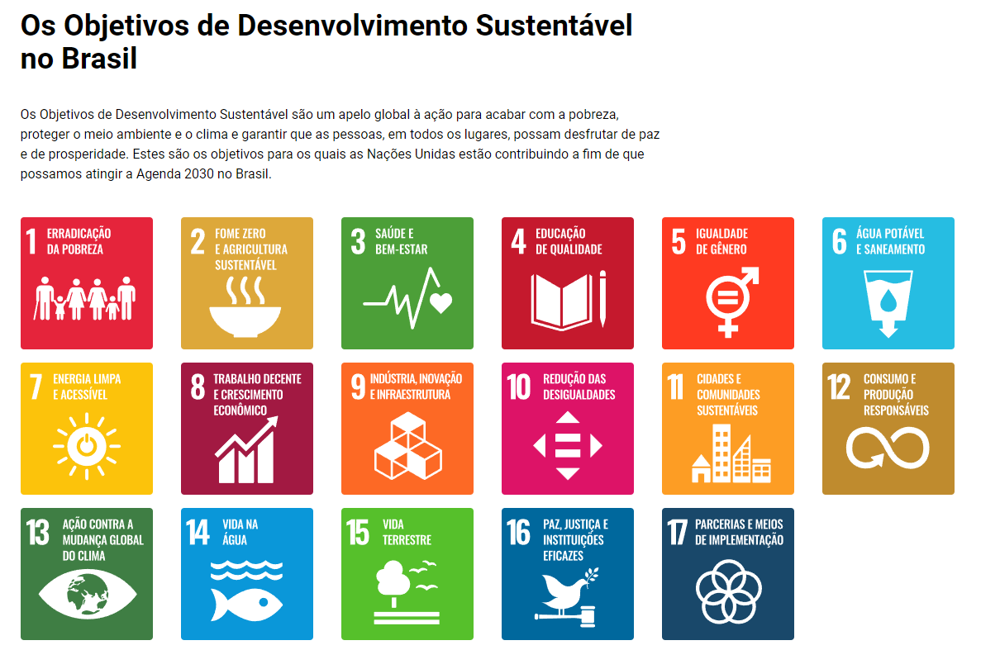 Os Objetivos de Desenvolvimento Sustentável
no Brasil
Os Objetivos de Desenvolvimento Sustentável são um apelo global à ação para acabar com a pobreza,
proteger o meio ambiente e o clima e garantir que as pessoas, em todos os lugares, possam desfrutar de paz
e de prosperidade. Estes são os objetivos para os quais as Nações Unidas estão contribuindo a fim de que
possamos atingir a Agenda 2030 no Brasil.
1 ERRADICAÇÃO
DA POBREZA
2 FOME ZERO
E AGRICULTURA
SUSTENTÁVEL
3 SAÚDE E
BEM-ESTAR
4 EDUCAÇÃO
DE QUALIDADE
5 IGUALDADE
DE GÊNERO
6 ÁGUA POTÁVEL
E SANEAMENTO
7 ENERGIA LIMPA
E ACESSÍVEL
8 TRABALHO DECENTE
E CRESCIMENTO
ECONÔMICO
9 INDÚSTRIA, INOVAÇÃO
E INFRAESTRUTURA
10 REDUÇÃO DAS
DESIGUALDADES
11 CIDADES E
COMUNIDADES
SUSTENTÁVEIS
12 CONSUMO E
PRODUÇÃO
RESPONSÁVEIS
13 AÇÃO CONTRA A
MUDANÇA GLOBAL
DO CLIMA
14 VIDA NA
ÁGUA
15 VIDA
TERRESTRE
16 PAZ, JUSTIÇA E
INSTITUIÇÕES
EFICAZES
17 PARCERIAS E MEIOS
DE IMPLEMENTAÇÃO